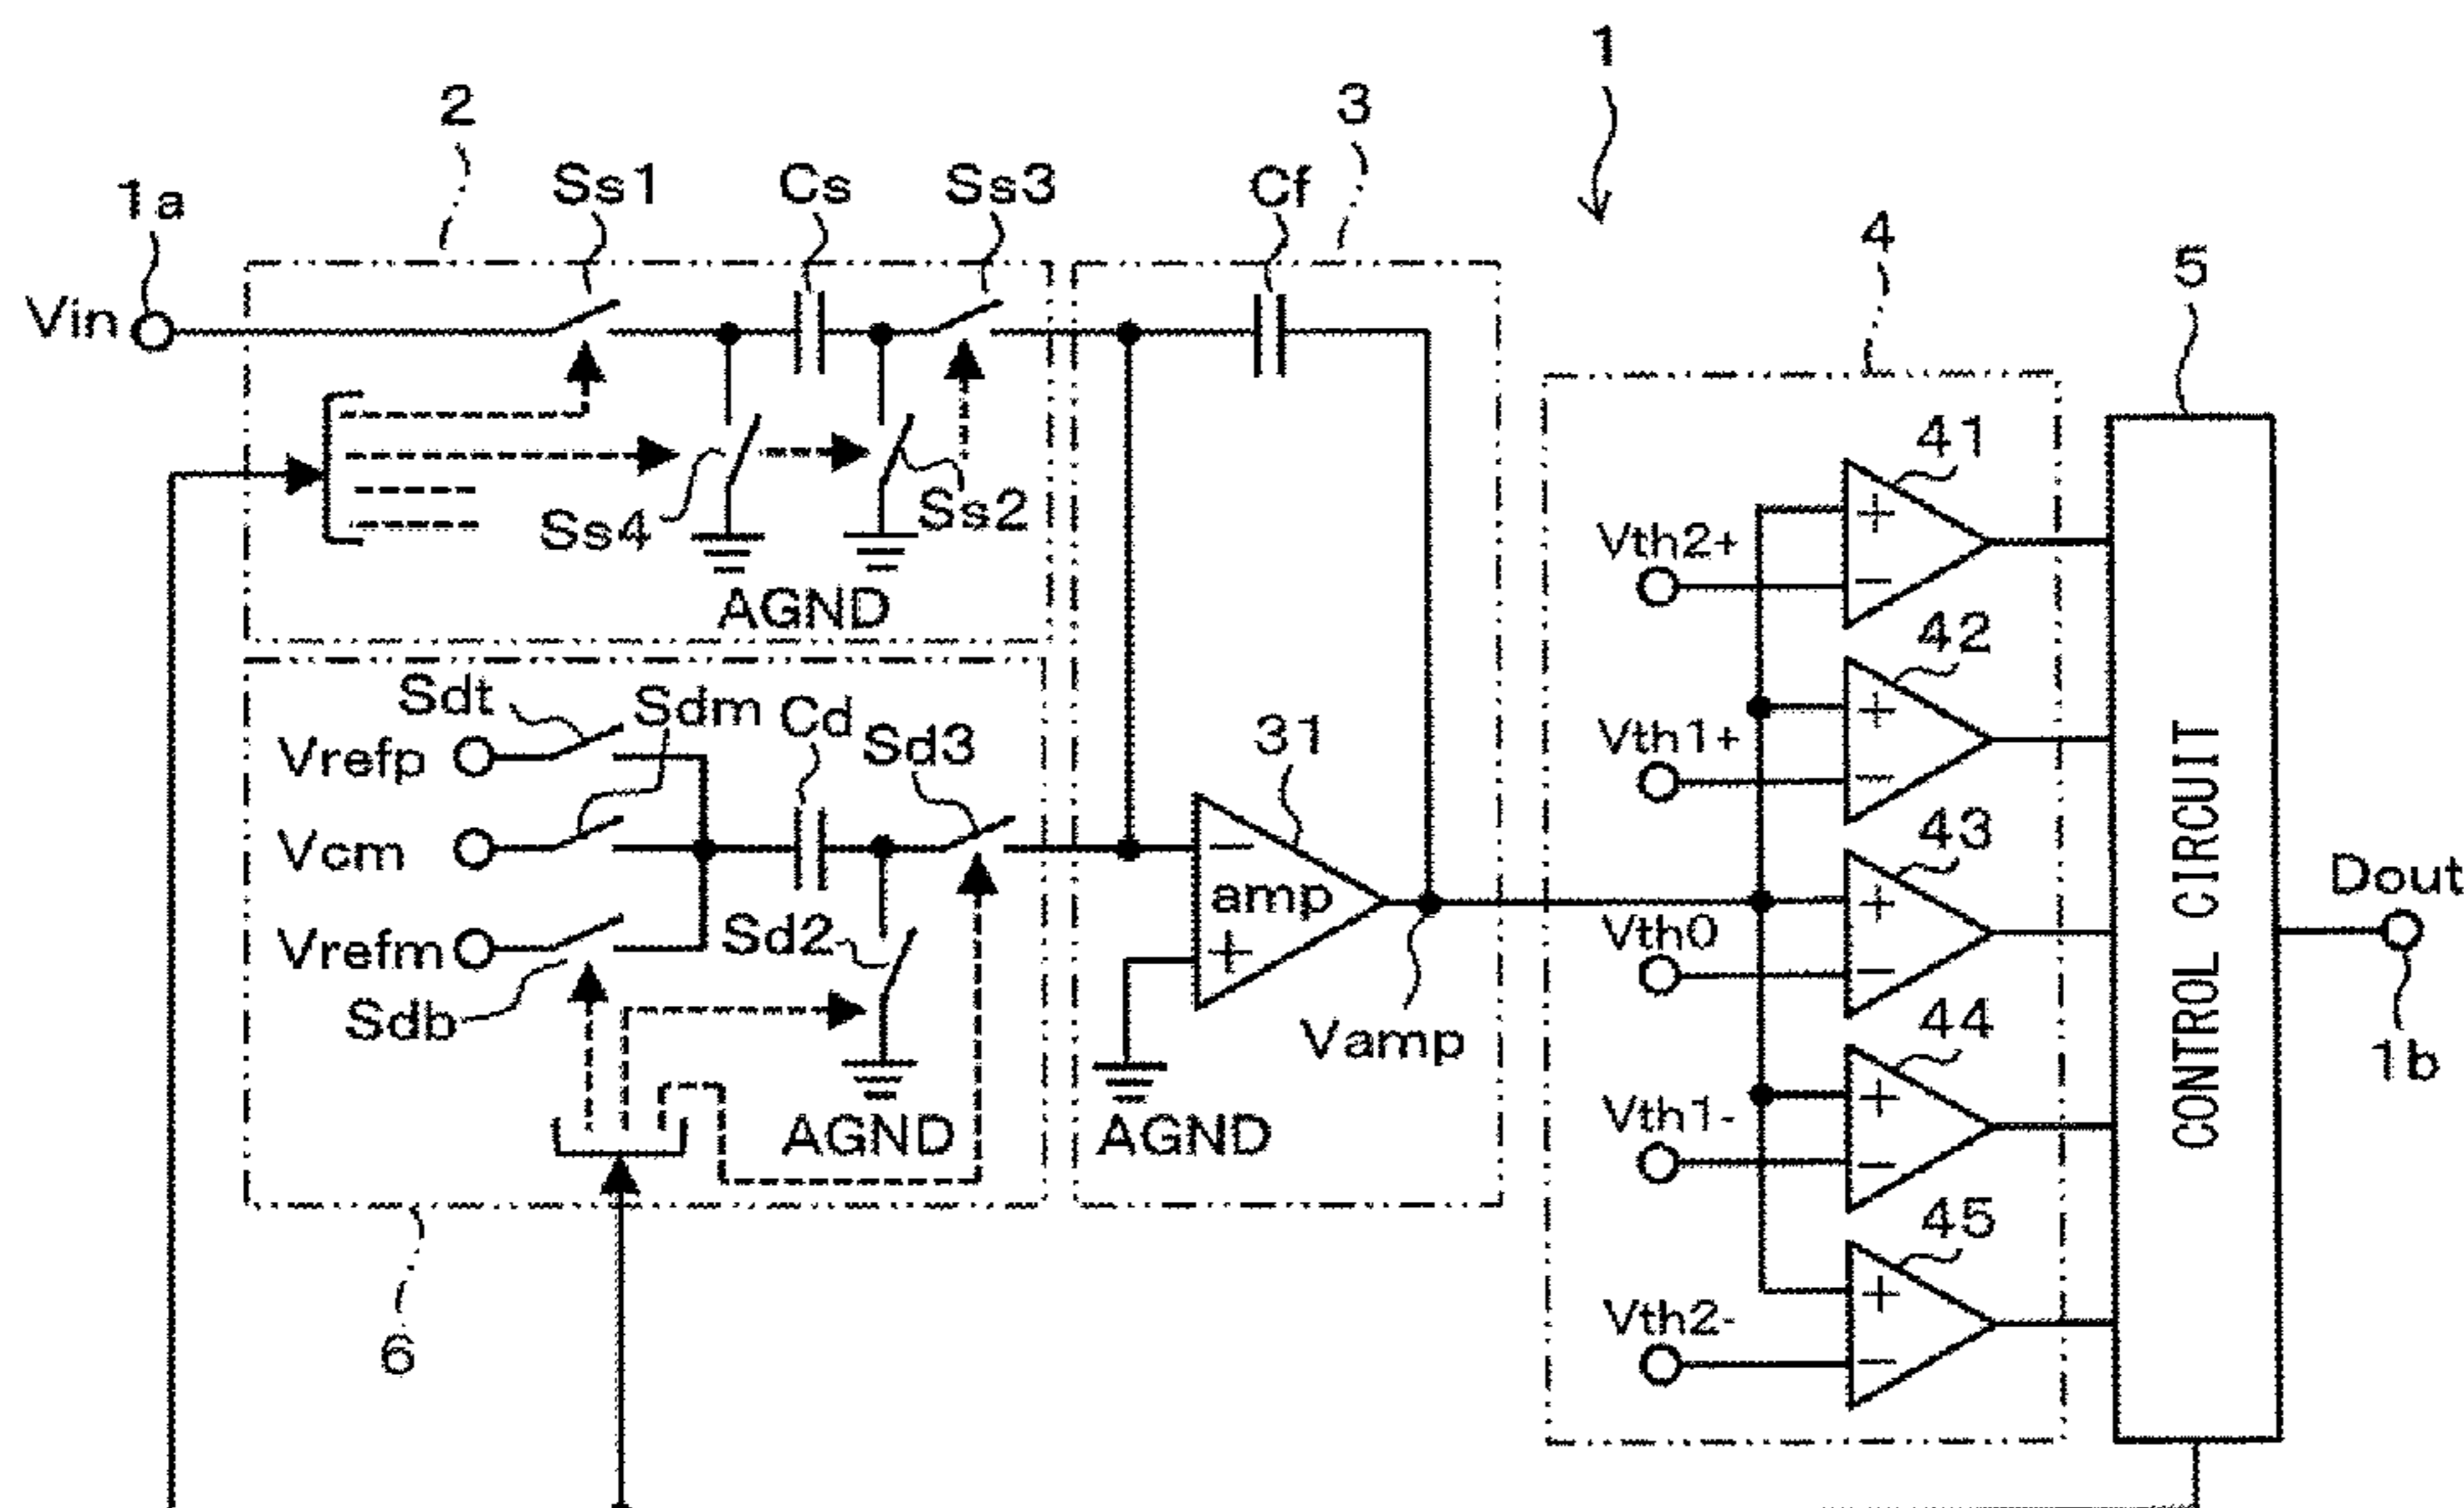 1
2
3
1a
Ss1
Cs
Ss3
Cf
4
5
Vin
41
Ss4
Ss2
Vth2+
+
−
AGND
42
Sdt
Sdm
Cd
Sd3
31
Vth1+
+
−
Vrefp
Vcm
43
−
amp
+
Vth0
+
−
CONTROL CIRCUIT
Dout
Vrefm
Sd2
Sdb
Vamp
44
1b
Vth1-
+
−
AGND
AGND
45
Vth2-
+
−
6